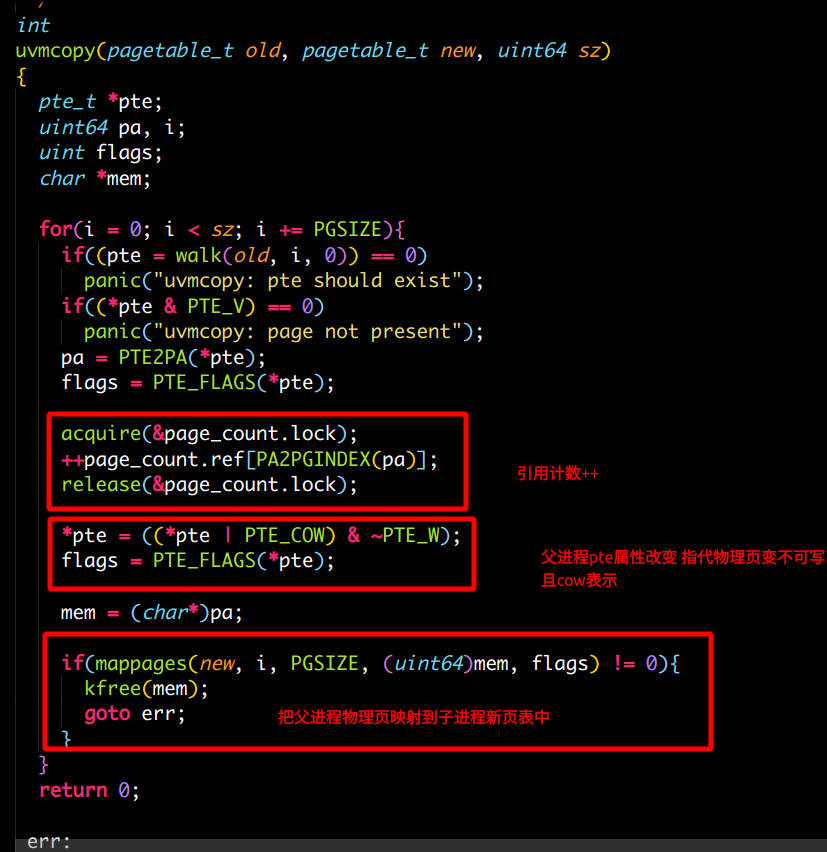 int
uvmcopy(pagetable_t old, pagetable_t new, uint64 sz)
{
  pte_t *pte;
  uint64 pa, i;
  uint flags;
  char *mem;

  for(i = 0; i < sz; i += PGSIZE){
    if((pte = walk(old, i, 0)) == 0)
      panic("uvmcopy: pte should exist");
    if((*pte & PTE_V) == 0)
      panic("uvmcopy: page not present");
    pa = PTE2PA(*pte);
    flags = PTE_FLAGS(*pte);

    acquire(&page_count.lock);
    ++page_count.ref[PA2PGINDEX(pa)];
引用计数++
    release(&page_count.lock);

    *pte = ((*pte | PTE_COW) & ~PTE_W);
    flags = PTE_FLAGS(*pte);
父进程pte属性改变 指代物理页变不可写
且cow表示

    mem = (char*)pa;

    if(mappages(new, i, PGSIZE, (uint64)mem, flags) != 0){
      kfree(mem);
      goto err;
把父进程物理页映射到子进程新页表中
    }
  }
  return 0;

 err: